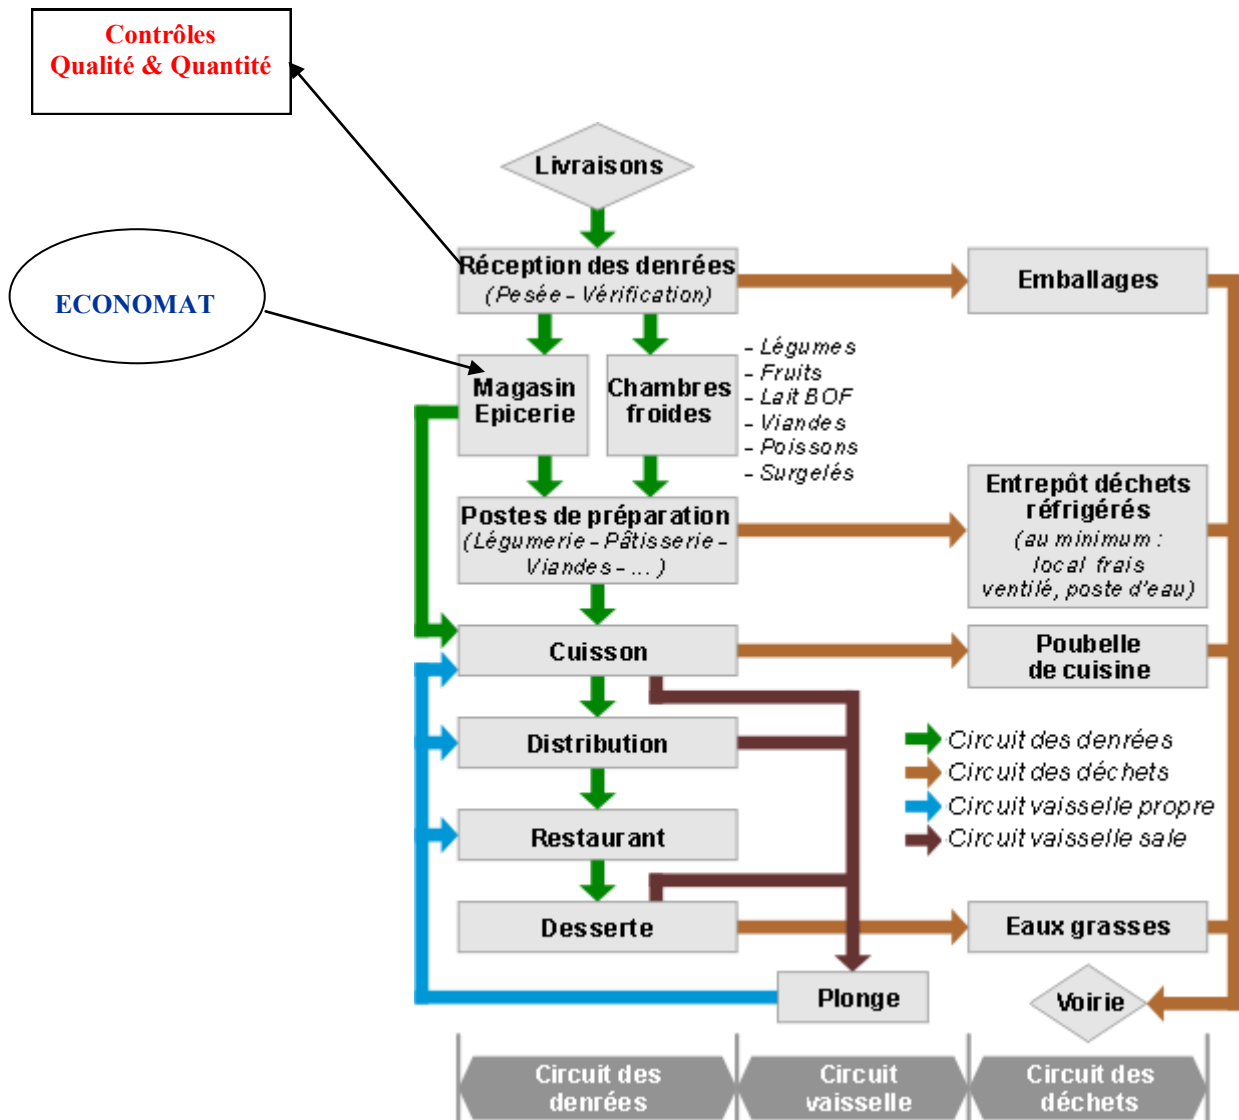 Contrôles
Qualité & Quantité
Livraisons
Réception des denrées
(Pesée – Vérification)
Emballages
ECONOMAT
Magasin
Epicerie
Chambres
froides
– Légumes
– Fruits
– Lait BOF
– Viandes
– Poissons
– Surgelés
Postes de préparation
(Légumerie – Pâtisserie –
Viandes – ... )
Entrepôt déchets
réfrigérés
(au minimum :
local frais
ventilé, poste d'eau)
Cuisson
Poubelle
de cuisine
Distribution
Circuit des denrées
Circuit des déchets
Circuit vaisselle propre
Circuit vaisselle sale
Restaurant
Desserte
Eaux grasses
Plonge
Voirie
Circuit des
denrées
Circuit
vaisselle
Circuit des
déchets